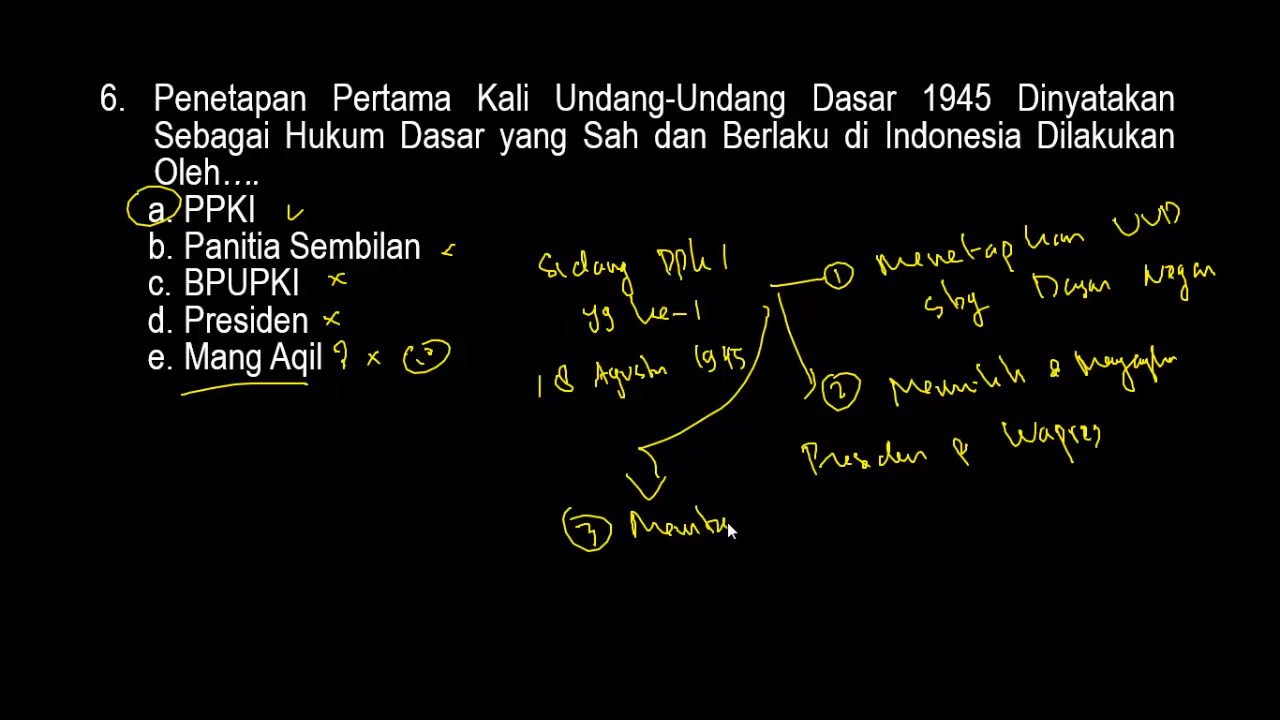 6. Penetapan Pertama Kali Undang-Undang Dasar 1945 Dinyatakan
Sebagai Hukum Dasar yang Sah dan Berlaku di Indonesia Dilakukan
Oleh….
a. PPKI
b. Panitia Sembilan
c. BPUPKI
d. Presiden
e. Mang Aqil ?
Sidang PPKI
yg ke-1
18 Agustus 1945
1 Menetapkan UUD
sbg Dasar Negara
2 Memilih &
Presiden & Wapres
3 Membe